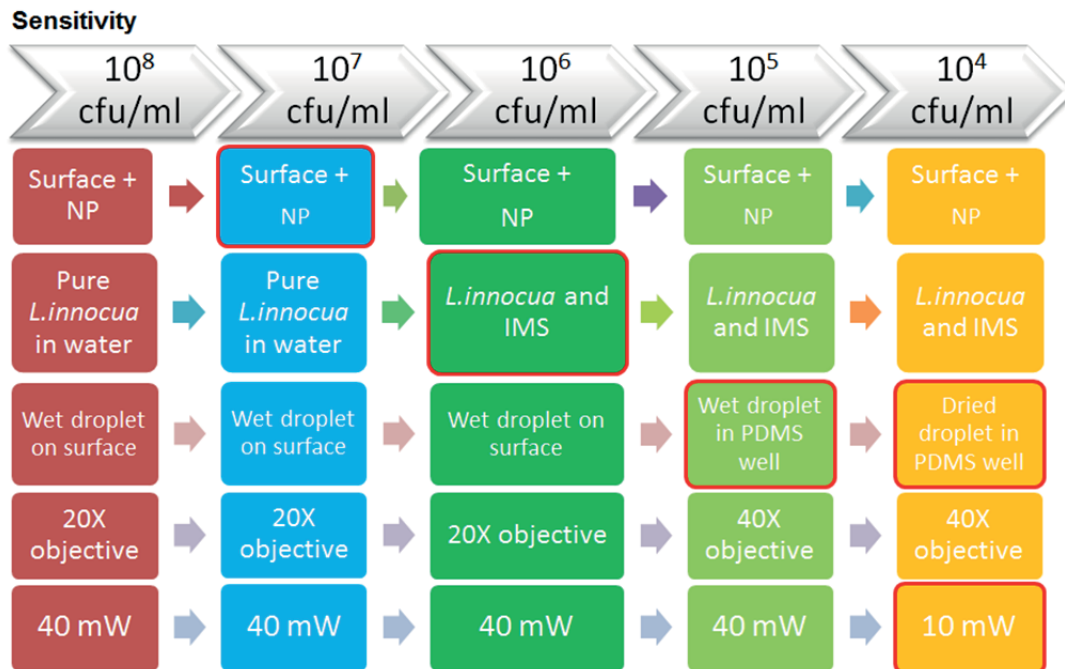 Sensitivity
10⁸
cfu/ml
10⁷
cfu/ml
10⁶
cfu/ml
10⁵
cfu/ml
10⁴
cfu/ml
Surface +
NP
Surface +
NP
Surface +
NP
Surface +
NP
Surface +
NP
Pure
L.innocua
in water
Pure
L.innocua
in water
L.innocua and
IMS
L.innocua
and IMS
L.innocua
and IMS
Wet droplet
on surface
Wet droplet
on surface
Wet droplet on
surface
Wet droplet
in PDMS
well
Dried
droplet in
PDMS well
20X
objective
20X
objective
20X objective
40X
objective
40X
objective
40 mW
40 mW
40 mW
40 mW
10 mW